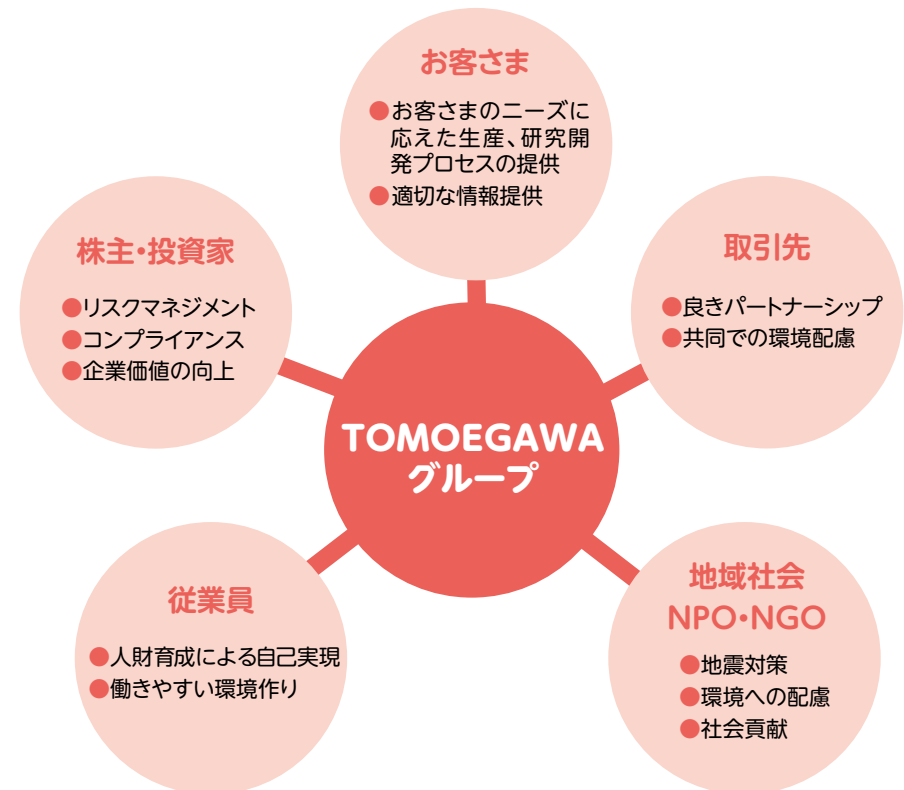 お客さま
●お客さまのニーズに
応えた生産、研究開
発プロセスの提供
●適切な情報提供
株主・投資家
●リスクマネジメント
●コンプライアンス
●企業価値の向上
取引先
●良きパートナーシップ
●共同での環境配慮
TOMOEGAWA
グループ
従業員
●人財育成による自己実現
●働きやすい環境作り
地域社会
NPO・NGO
●地震対策
●環境への配慮
●社会貢献